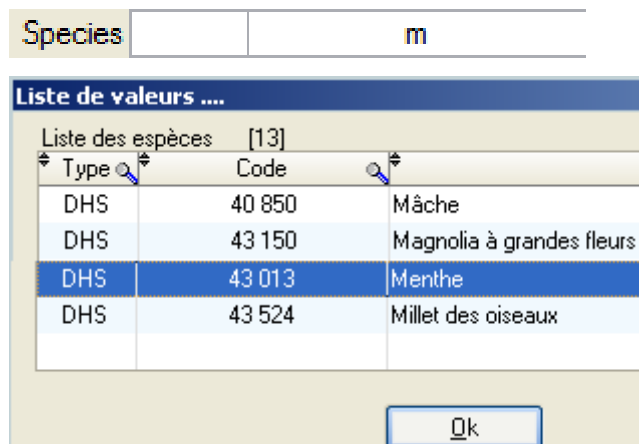 Species m
Liste de valeurs ....
Liste des espèces [13]
Type Code
DHS 40 850 Mâche
DHS 43 150 Magnolia à grandes fleurs
DHS 43 013 Menthe
DHS 43 524 Millet des oiseaux
Ok